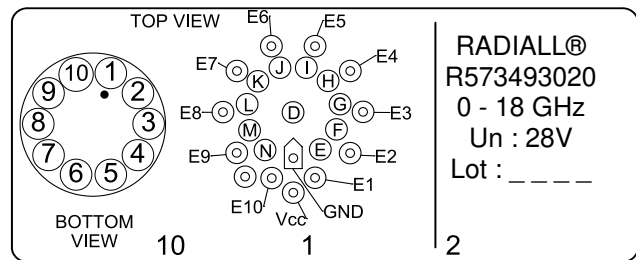 TOP VIEW
E6
E5
E7
E4
E8
E3
E9
E2
E10
E1
Vcc
GND
J
I
K
H
L
G
D
M
F
N
E
10
1
9
2
8
3
7
4
6
5
BOTTOM
VIEW
10
1
2
RADIALL®
R573493020
0 - 18 GHz
Un : 28V
Lot : _ _ _ _